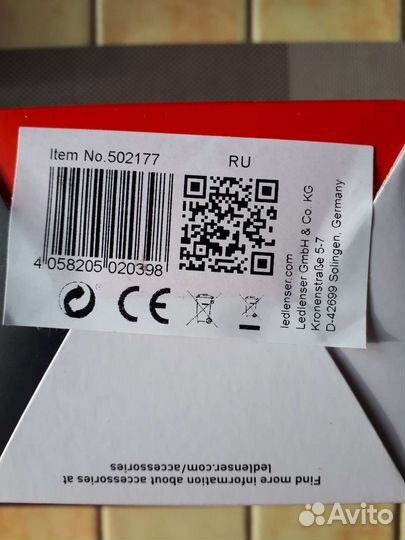 Item No.502177
RU
4 058205 020398
CE
ledlenser.com
Ledlenser GmbH & Co. KG
Kronenstraße 5-7
D-42699 Solingen, Germany
Find more information about accessories at
ledlenser.com/accessories
Avito